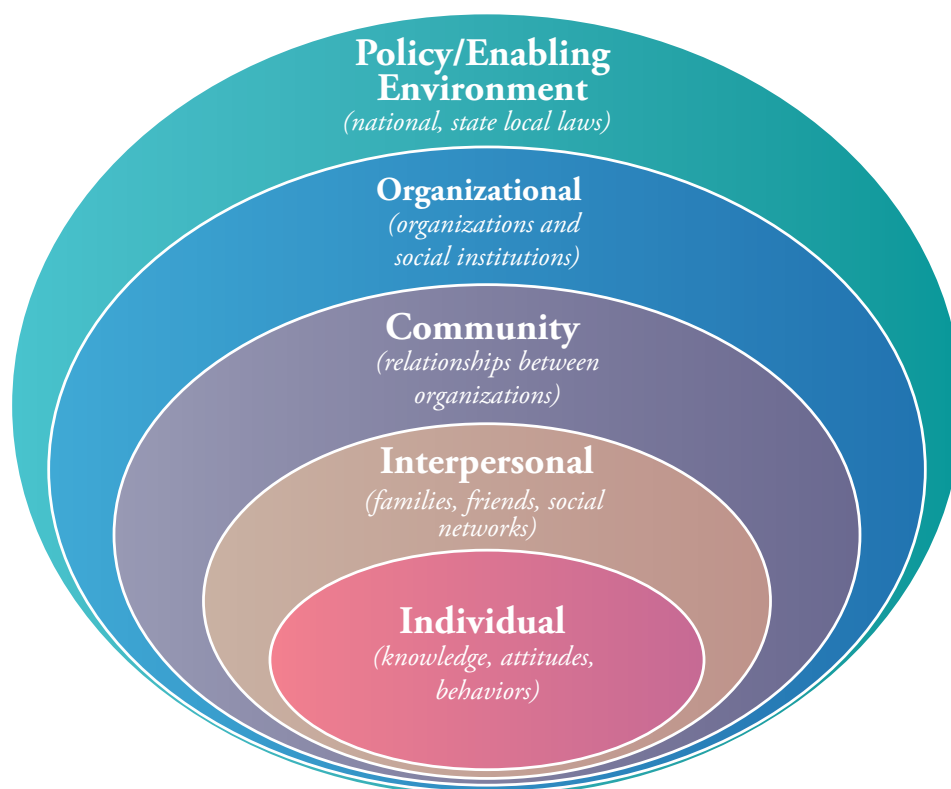 Policy/Enabling
Environment
(national, state local laws)
Organizational
(organizations and
social institutions)
Community
(relationships between
organizations)
Interpersonal
(families, friends, social
networks)
Individual
(knowledge, attitudes,
behaviors)